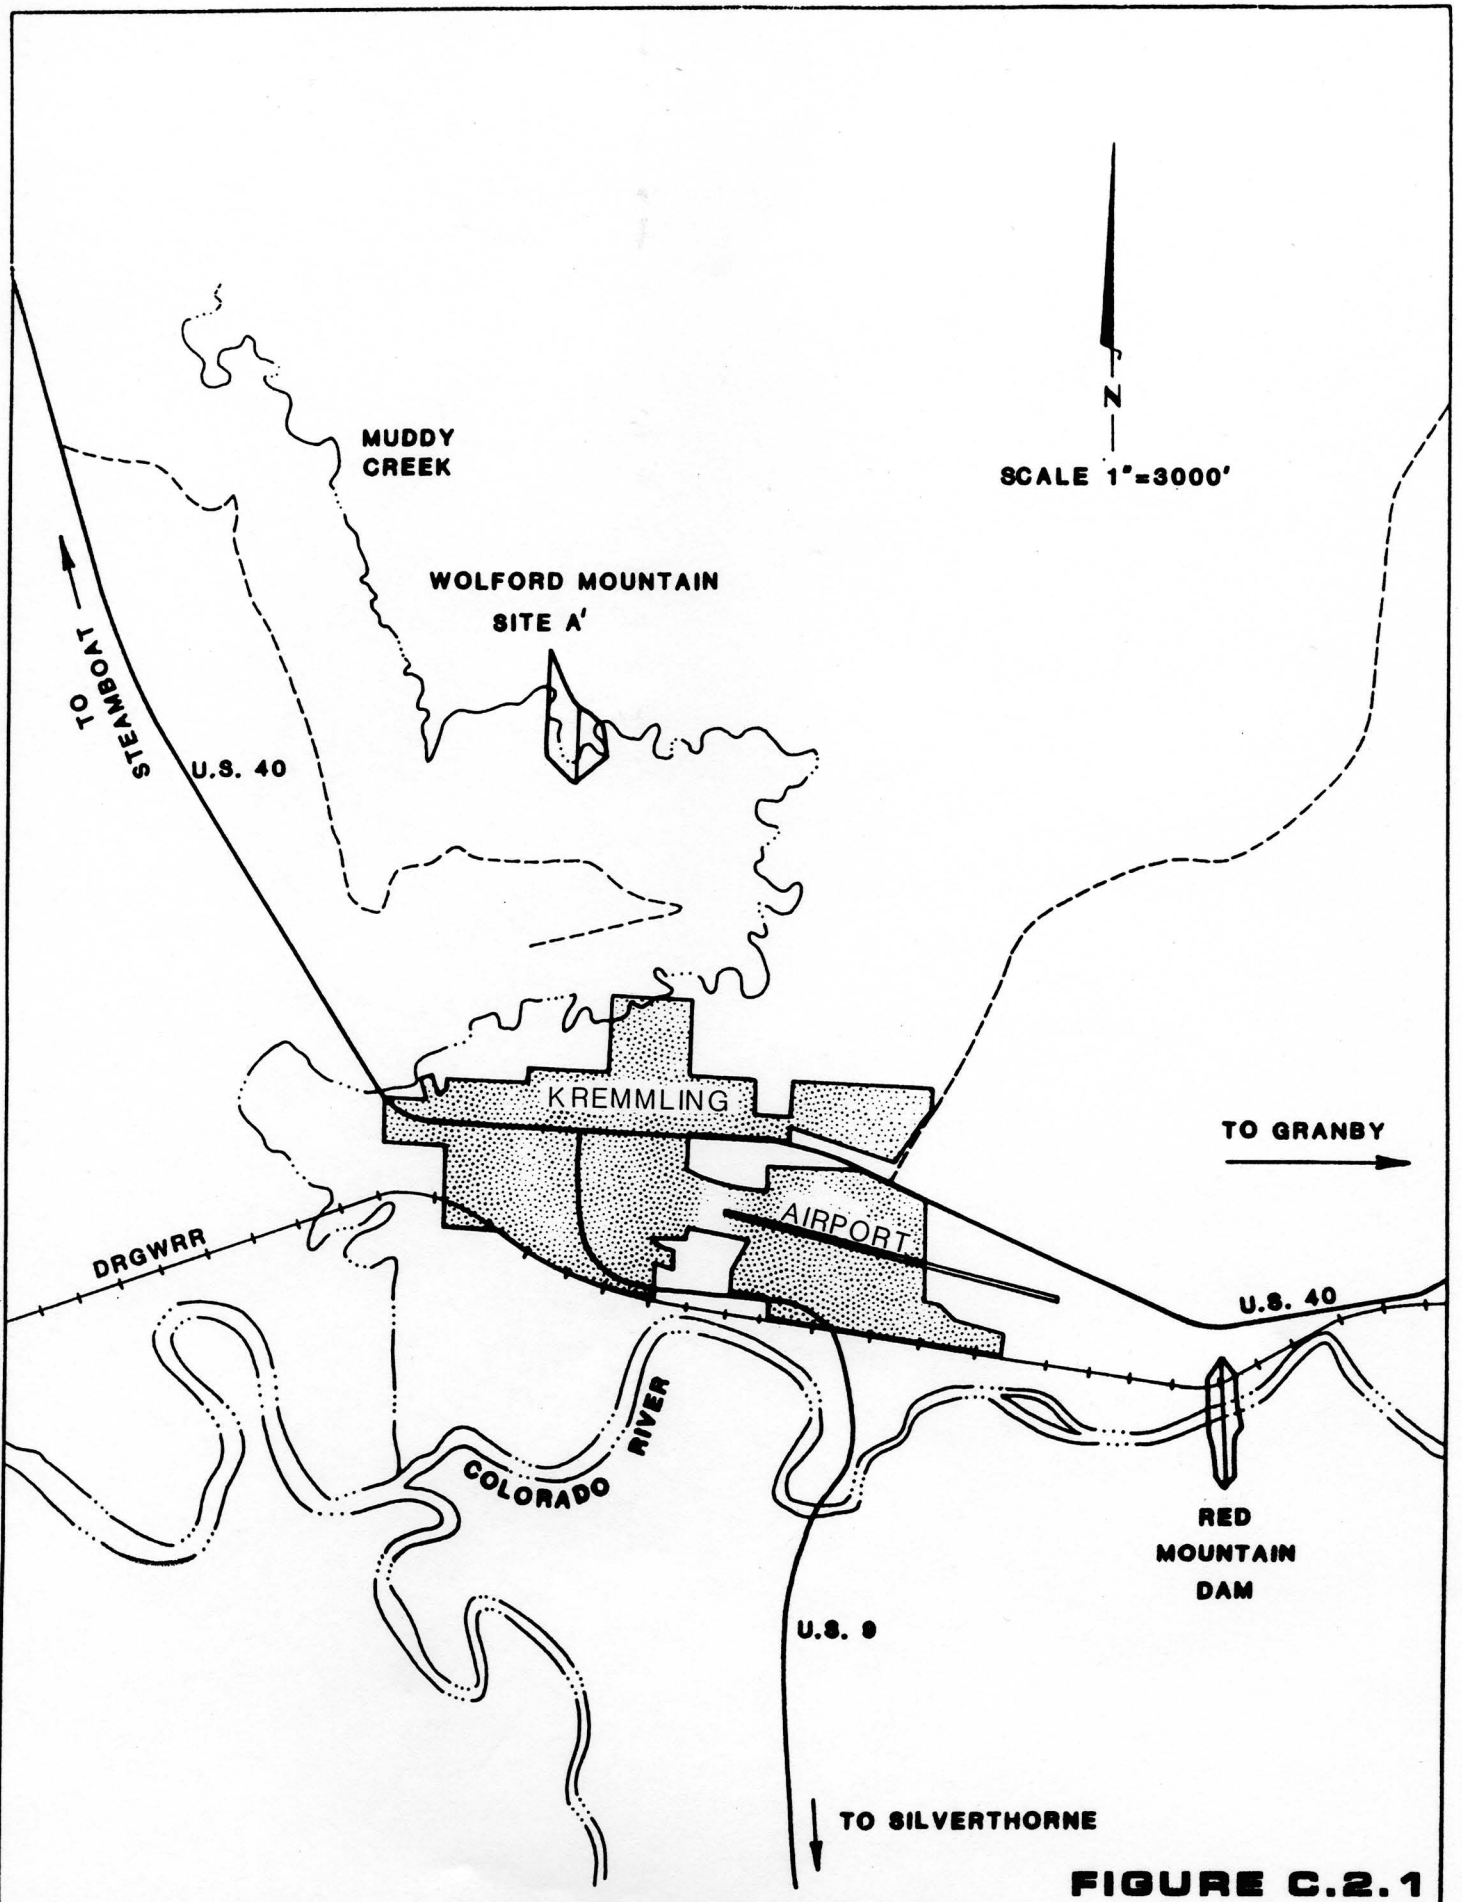 N
SCALE 1"=3000'
MUDDY
CREEK
WOLFORD MOUNTAIN
SITE A'
TO
STEAMBOAT
U.S. 40
KREMMLING
TO GRANBY
AIRPORT
DRGWRR
U.S. 40
COLORADO
RIVER
RED
MOUNTAIN
DAM
U.S. 9
TO SILVERTHORNE
FIGURE C.2.1